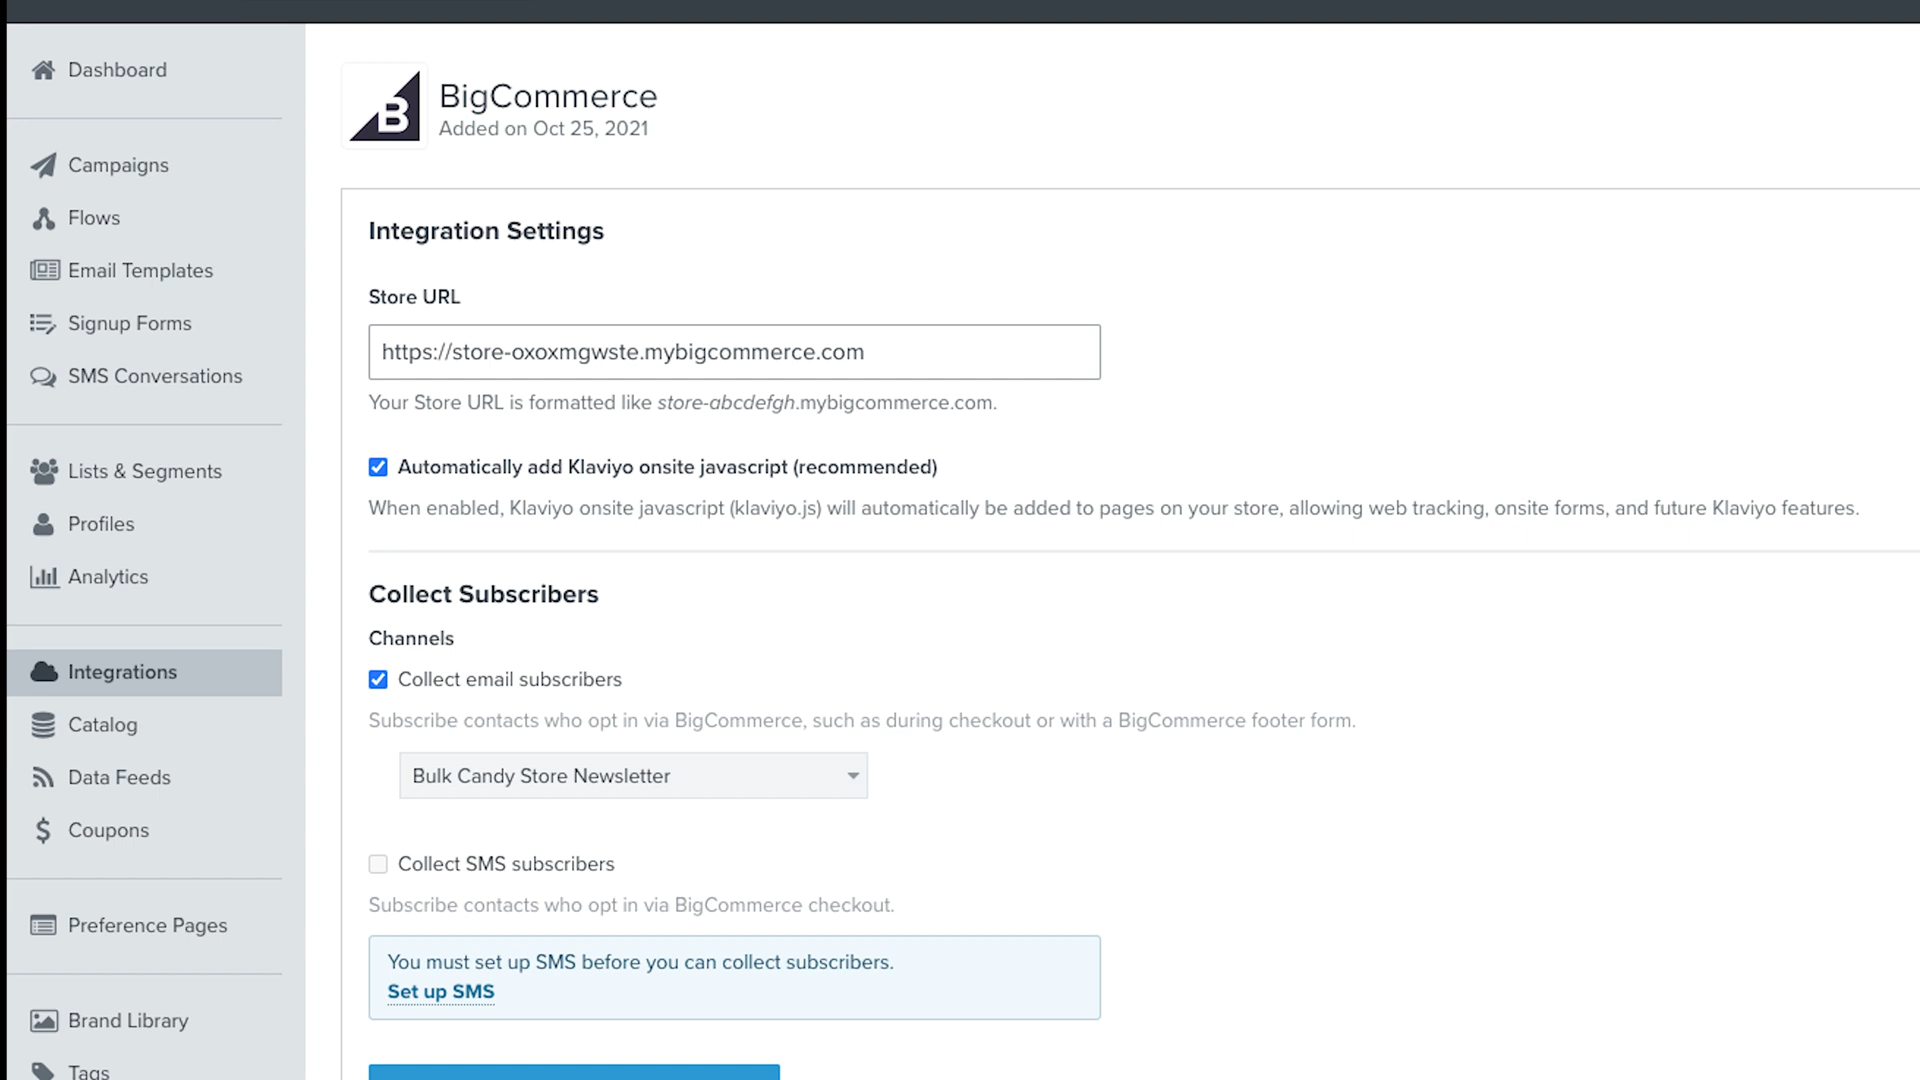 Dashboard
Campaigns
Flows
Email Templates
Signup Forms
SMS Conversations
Lists & Segments
Profiles
Analytics
Integrations
Catalog
Data Feeds
Coupons
Preference Pages
Brand Library
Tags
B
BigCommerce
Added on Oct 25, 2021
Integration Settings
Store URL
https://store-oxoxmgwste.mybigcommerce.com
Your Store URL is formatted like store-abcdefgh.mybigcommerce.com.
Automatically add Klaviyo onsite javascript (recommended)
When enabled, Klaviyo onsite javascript (klaviyo.js) will automatically be added to pages on your store, allowing web tracking, onsite forms, and future Klaviyo features.
Collect Subscribers
Channels
Collect email subscribers
Subscribe contacts who opt in via BigCommerce, such as during checkout or with a BigCommerce footer form.
Bulk Candy Store Newsletter
Collect SMS subscribers
Subscribe contacts who opt in via BigCommerce checkout.
You must set up SMS before you can collect subscribers.
Set up SMS